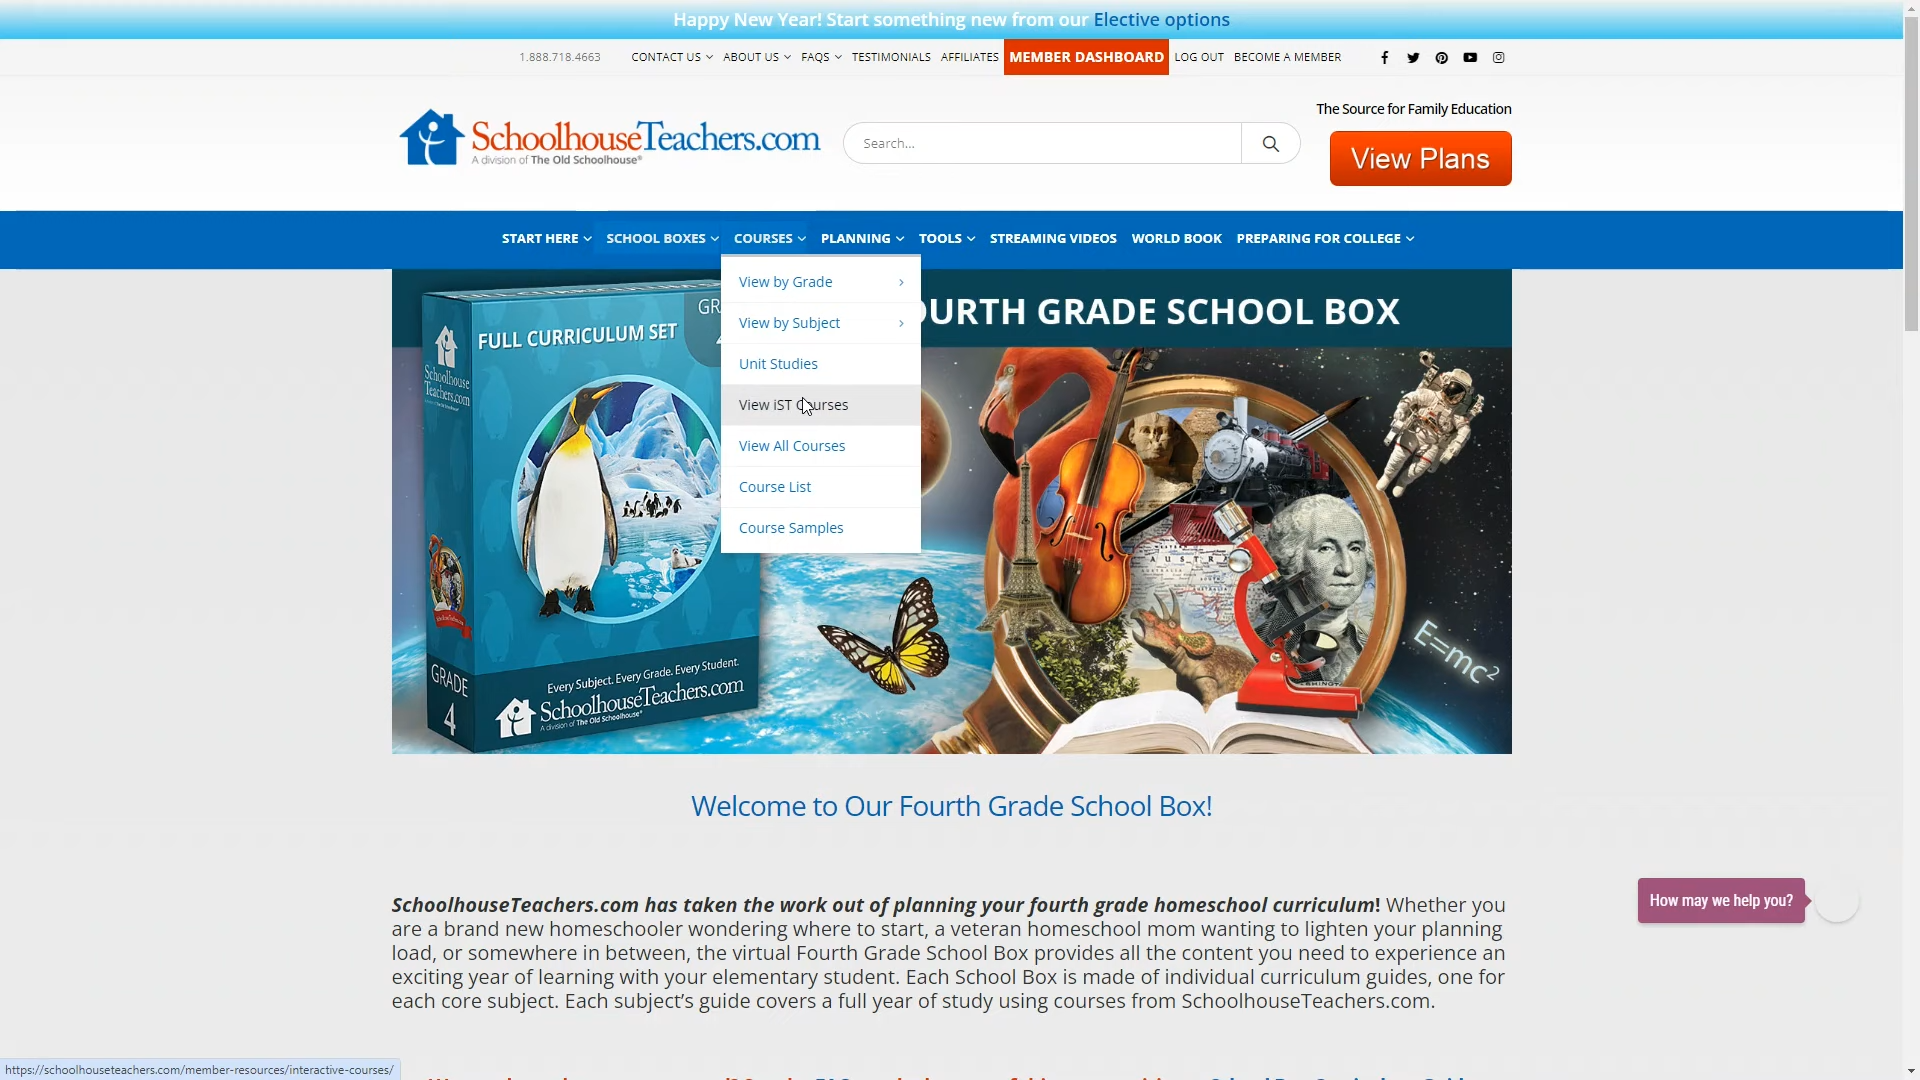 Happy New Year! Start something new from our Elective options
1.888.718.4663 CONTACT US ABOUT US FAQS TESTIMONIALS AFFILIATES MEMBER DASHBOARD LOG OUT BECOME A MEMBER
SchoolhouseTeachers.com
A division of The Old Schoolhouse®
Search...
The Source for Family Education
View Plans
START HERE SCHOOL BOXES COURSES PLANNING TOOLS STREAMING VIDEOS WORLD BOOK PREPARING FOR COLLEGE
View by Grade
View by Subject
Unit Studies
View iST Courses
View All Courses
Course List
Course Samples
OURTH GRADE SCHOOL BOX
FULL CURRICULUM SET
GR
Schoolhouse
Teachers.com
AUSTR
E=mc²
GRADE
4
Every Subject. Every Grade. Every Student.
SchoolhouseTeachers.com
A division of The Old Schoolhouse®
Welcome to Our Fourth Grade School Box!
SchoolhouseTeachers.com has taken the work out of planning your fourth grade homeschool curriculum! Whether you
are a brand new homeschooler wondering where to start, a veteran homeschool mom wanting to lighten your planning
load, or somewhere in between, the virtual Fourth Grade School Box provides all the content you need to experience an
exciting year of learning with your elementary student. Each School Box is made of individual curriculum guides, one for
each core subject. Each subject’s guide covers a full year of study using courses from SchoolhouseTeachers.com.
How may we help you?
https://schoolhouseteachers.com/member-resources/interactive-courses/